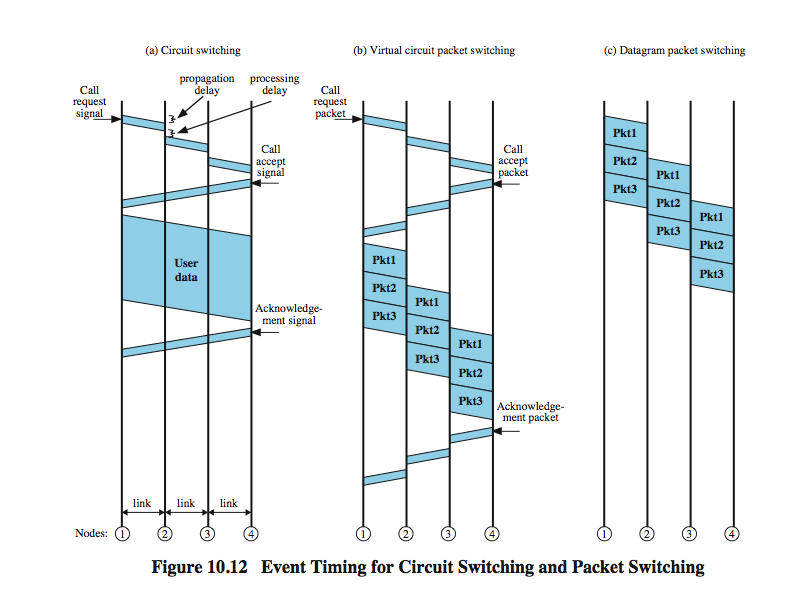 (a) Circuit switching
(b) Virtual circuit packet switching
(c) Datagram packet switching
Call
request
signal
propagation
delay
processing
delay
Call
accept
signal
User
data
Acknowledge-
ment signal
link
link
link
Call
request
packet
Call
accept
packet
Pkt1
Pkt2
Pkt3
Pkt1
Pkt2
Pkt3
Pkt1
Pkt2
Pkt3
Acknowledge-
ment packet
Pkt1
Pkt2
Pkt3
Pkt1
Pkt2
Pkt3
Pkt1
Pkt2
Pkt3
Nodes: 1 2 3 4 1 2 3 4 1 2 3 4
Figure 10.12 Event Timing for Circuit Switching and Packet Switching